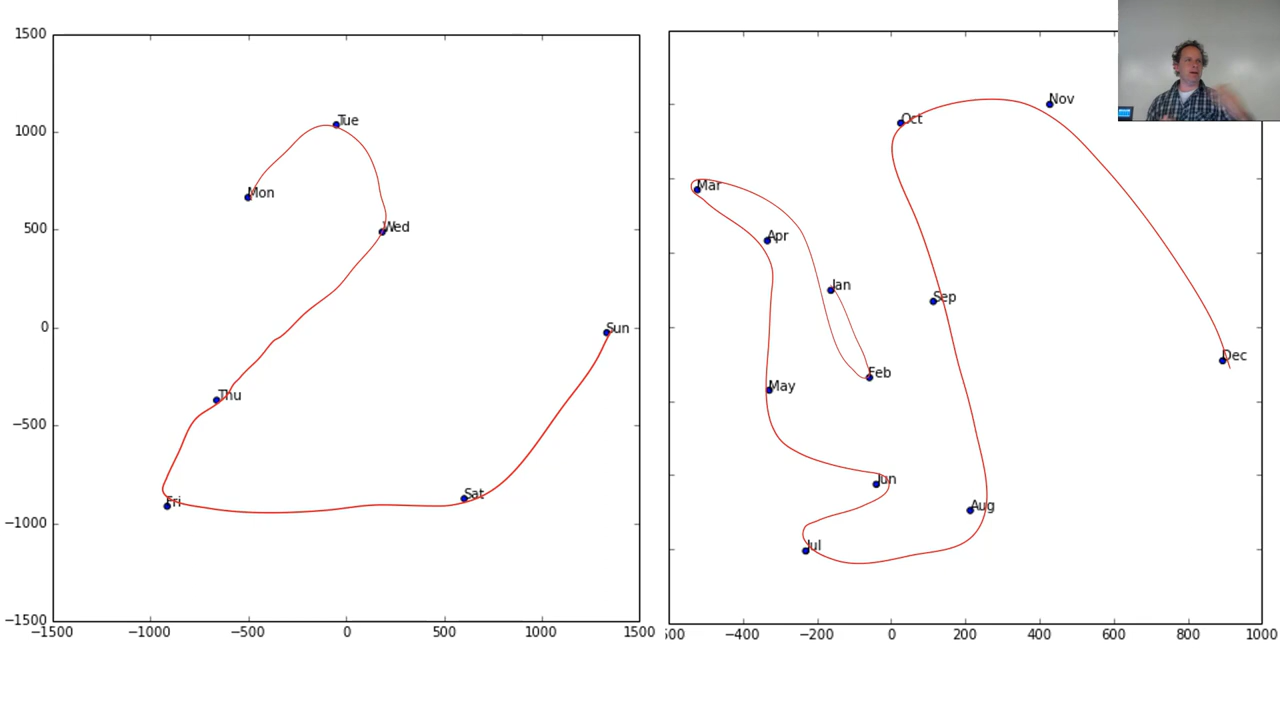 1500
1000
500
0
−500
−1000
−1500
−1500
−1000
−500
0
500
1000
1500
Mon
Tue
Wed
Thu
Fri
Sat
Sun
Nov
Oct
Mar
Apr
Jan
Sep
Feb
Dec
May
Jun
Aug
Jul
−400
−200
0
200
400
600
800
1000